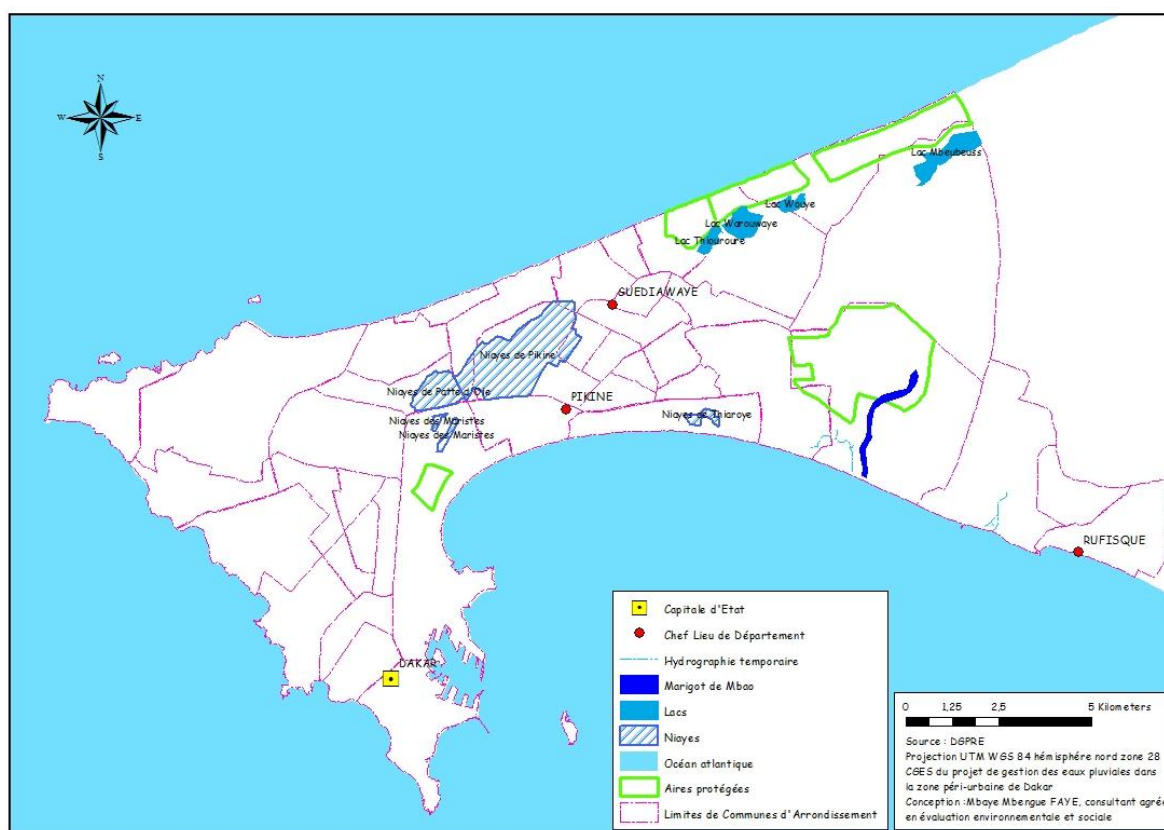 N
W E
S
Lac Mbeubeuss
Lac Wouye
Lac Warouwaye
Lac Thiouroure
GUEDIAWAYE
Niayes de Pikine
Niayes de Patte d'Oie
PIKINE
Niayes des Maristes
Niayes de Thiaroye
Niayes des Maristes
RUFISQUE
DAKAR
Capitale d'Etat
Chef Lieu de Département
Hydrographie temporaire
Marigot de Mbao
Lacs
Niayes
Océan atlantique
Aires protégées
Limites de Communes d'Arrondissement
0 1,25 2,5 5 Kilometers
Source : DGPRE
Projection UTM WGS 84 hémisphère nord zone 28
CGES du projet de gestion des eaux pluviales dans
la zone péri-urbaine de Dakar
Conception :Mbaye Mbengue FAYE, consultant agrée
en évaluation environnementale et sociale